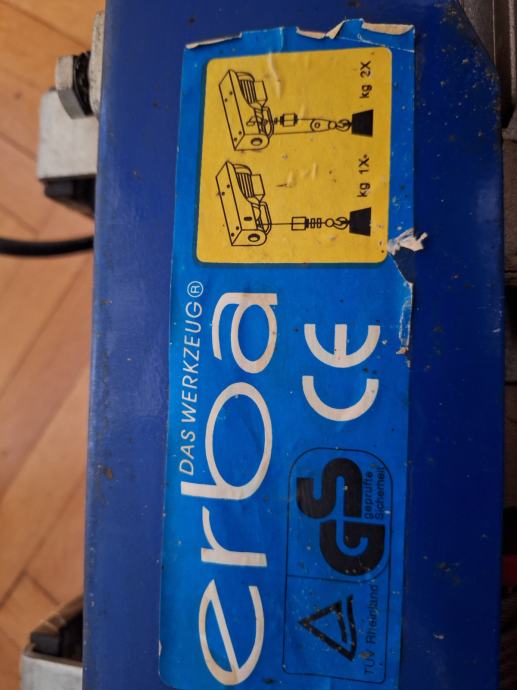 DAS WERKZEUG®
erba
kg 1X
kg 2X
CE
TÜV Rheinland
GS
geprüfte
Sicherheit